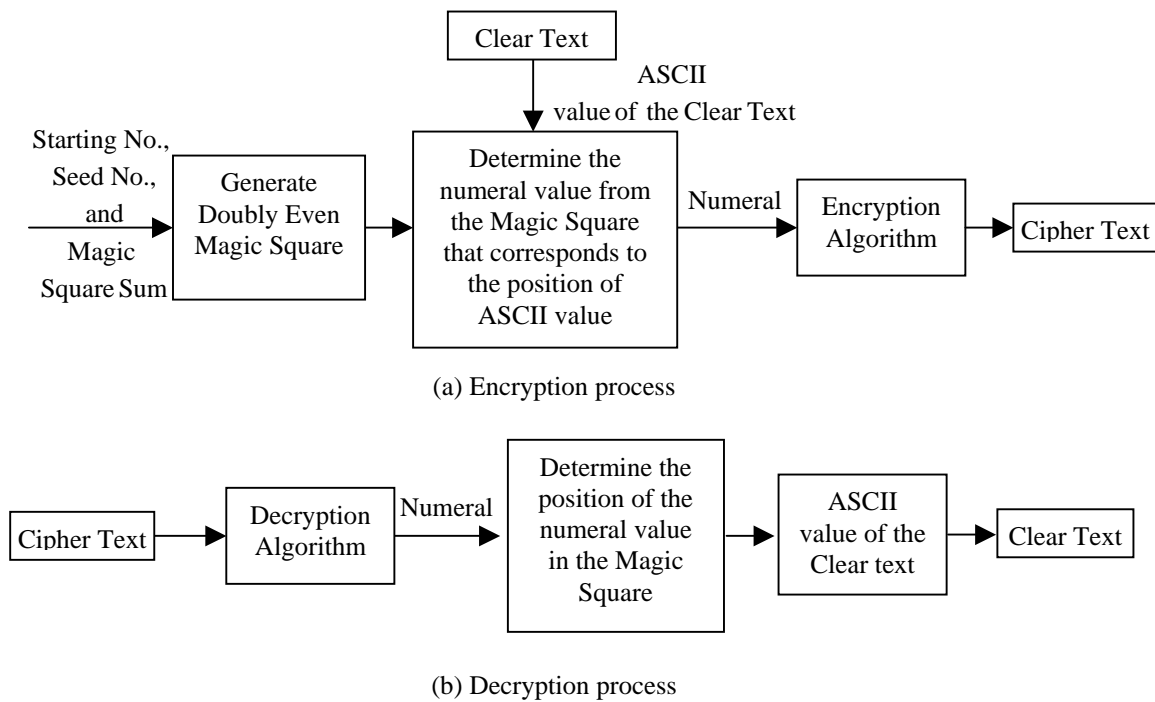 Clear Text
ASCII
value of the Clear Text
Starting No.,
Seed No.,
and
Magic
Square Sum
Generate
Doubly Even
Magic Square
Determine the
numeral value from
the Magic Square
that corresponds to
the position of
ASCII value
Numeral
Encryption
Algorithm
Cipher Text
(a) Encryption process
Cipher Text
Decryption
Algorithm
Numeral
Determine the
position of the
numeral value
in the Magic
Square
ASCII
value of the
Clear text
Clear Text
(b) Decryption process